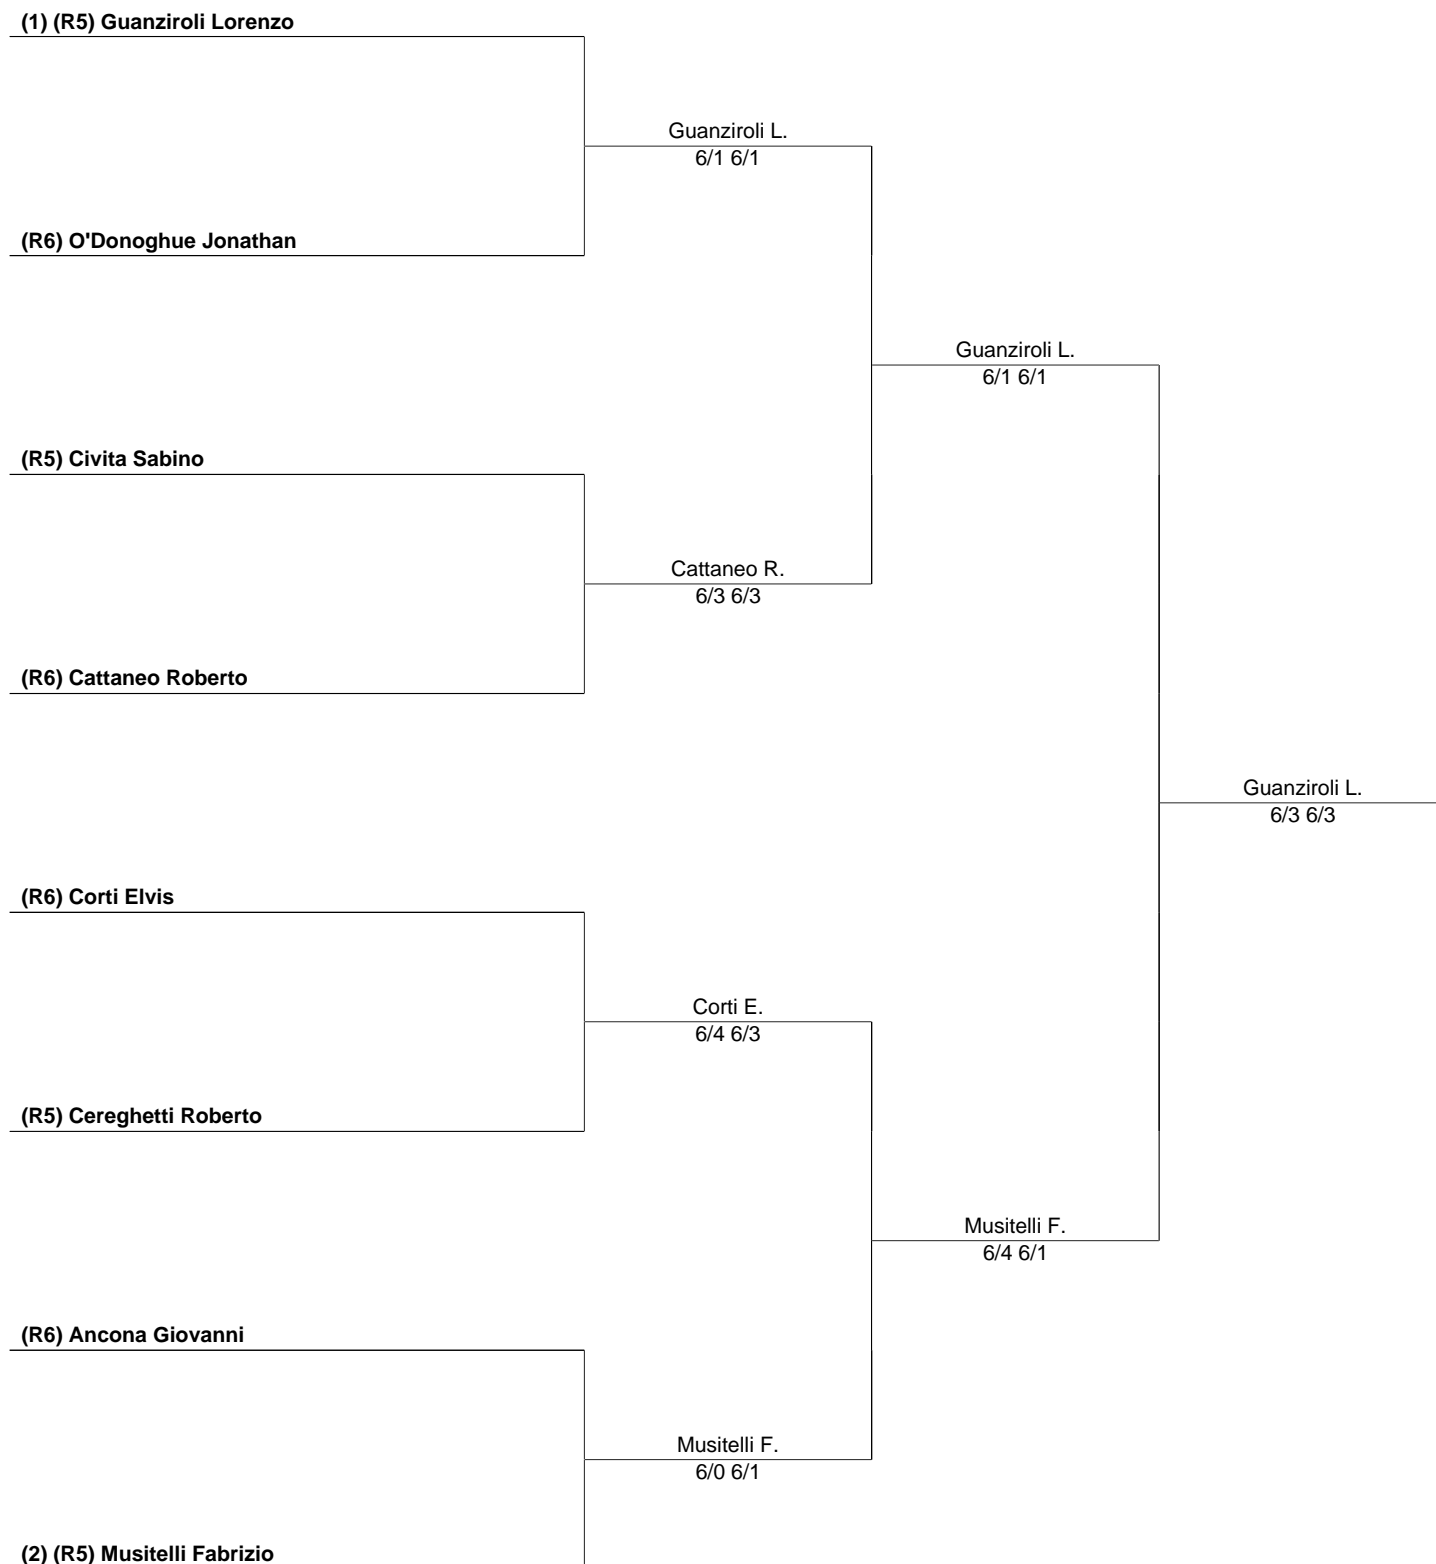 (1) (R5) Guanziroli Lorenzo
Guanziroli L.
6/1 6/1
(R6) O'Donoghue Jonathan
Guanziroli L.
6/1 6/1
(R5) Civita Sabino
Cattaneo R.
6/3 6/3
(R6) Cattaneo Roberto
Guanziroli L.
6/3 6/3
(R6) Corti Elvis
Corti E.
6/4 6/3
(R5) Cereghetti Roberto
Musitelli F.
6/4 6/1
(R6) Ancona Giovanni
Musitelli F.
6/0 6/1
(2) (R5) Musitelli Fabrizio